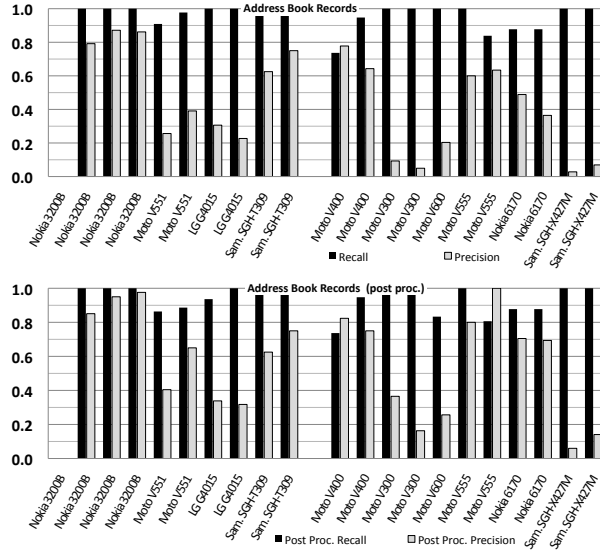 Address Book Records
1.0
0.8
0.6
0.4
0.2
0.0
Nokia 3200B
Nokia 3200B
Nokia 3200B
Nokia 3200B
Moto V551
Moto V551
LG G4015
LG G4015
Sam. SGH-T309
Sam. SGH-T309
Moto V400
Moto V400
Moto V300
Moto V300
Moto V600
Moto V555
Moto V555
Nokia 6170
Nokia 6170
Sam. SGH-X427M
Sam. SGH-X427M
Recall
Precision
Address Book Records (post proc.)
1.0
0.8
0.6
0.4
0.2
0.0
Nokia 3200B
Nokia 3200B
Nokia 3200B
Nokia 3200B
Moto V551
Moto V551
LG G4015
LG G4015
Sam. SGH-T309
Sam. SGH-T309
Moto V400
Moto V400
Moto V300
Moto V300
Moto V600
Moto V555
Moto V555
Nokia 6170
Nokia 6170
Sam. SGH-X427M
Sam. SGH-X427M
Post Proc. Recall
Post Proc. Precision